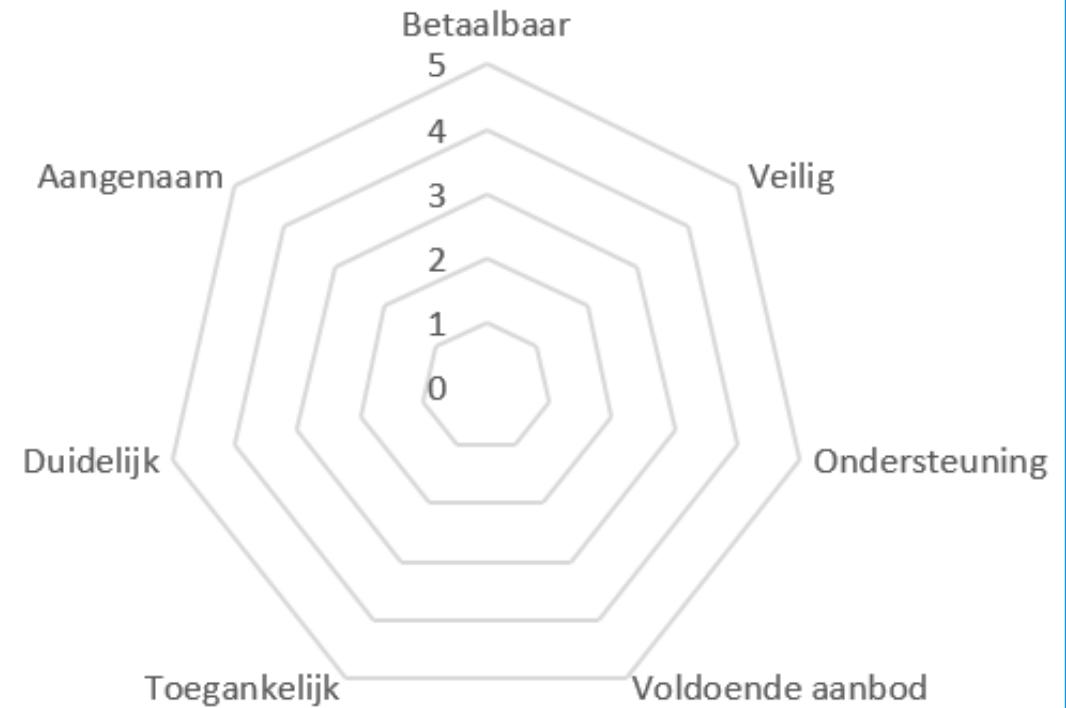 Betaalbaar
5
4
Aangenaam
Veilig
3
2
1
0
Duidelijk
Ondersteuning
Toegankelijk
Voldoende aanbod